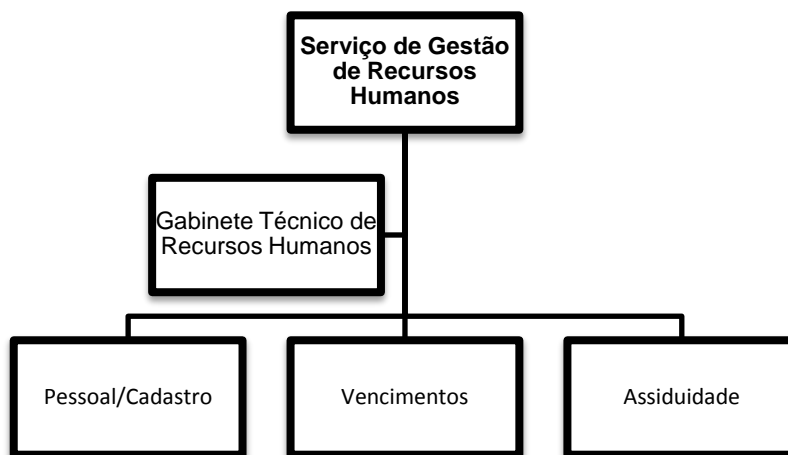 Serviço de Gestão
de Recursos
Humanos
Gabinete Técnico de
Recursos Humanos
Pessoal/Cadastro
Vencimentos
Assiduidade